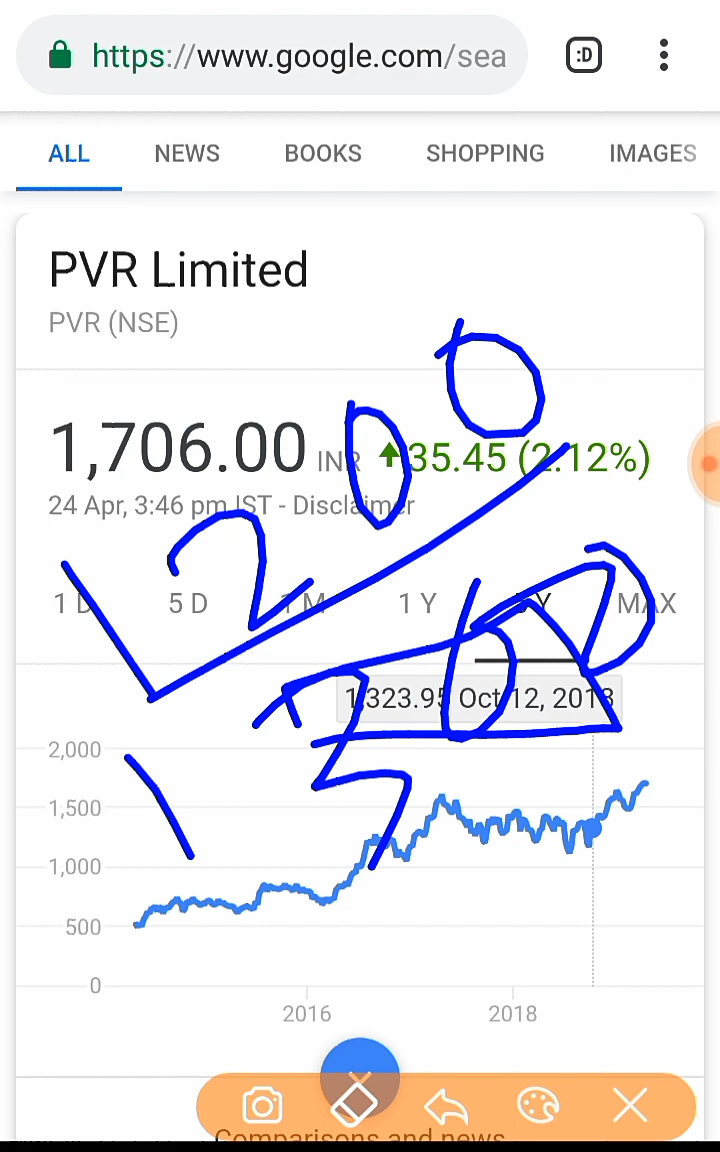 https://www.google.com/sea :D
ALL NEWS BOOKS SHOPPING IMAGES
PVR Limited
PVR (NSE)
1,706.00 INR 35.45 (2.12%)
24 Apr, 3:46 pm IST - Disclaimer
1 D 5 D 1 M 1 Y 5 Y MAX
1,323.95 Oct 12, 2018
2,000
1,500
1,000
500
0
2016 2018
Comparisons and news